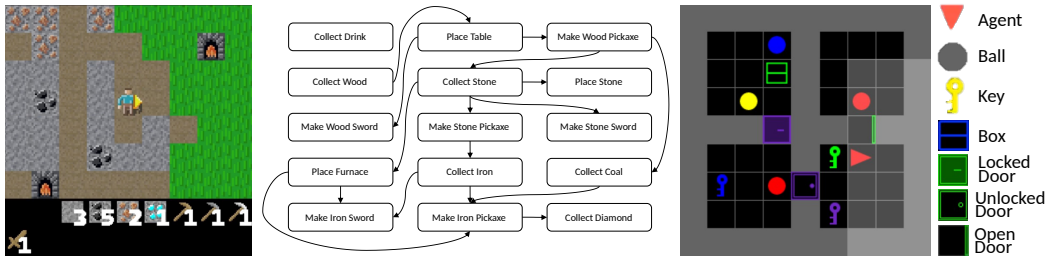 3 5 2 1 1 1 1
1
Collect Drink
Place Table
Make Wood Pickaxe
Collect Wood
Collect Stone
Place Stone
Make Wood Sword
Make Stone Pickaxe
Make Stone Sword
Place Furnace
Collect Iron
Collect Coal
Make Iron Sword
Make Iron Pickaxe
Collect Diamond
Agent
Ball
Key
Box
Locked
Door
Unlocked
Door
Open
Door